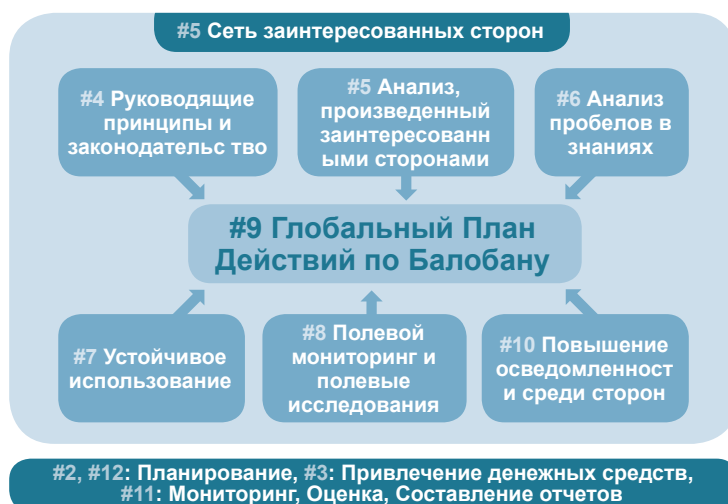 #5 Сеть заинтересованных сторон
#4 Руководящие
принципы и
законодательс тво
#5 Анализ,
произведенный
заинтересованн
ыми сторонами
#6 Анализ
пробелов в
знаниях
#9 Глобальный План
Действий по Балобану
#7 Устойчивое
использование
#8 Полевой
мониторинг и
полевые
исследования
#10 Повышение
осведомленност
и среди сторон
#2, #12: Планирование, #3: Привлечение денежных средств,
#11: Мониторинг, Оценка, Составление отчетов